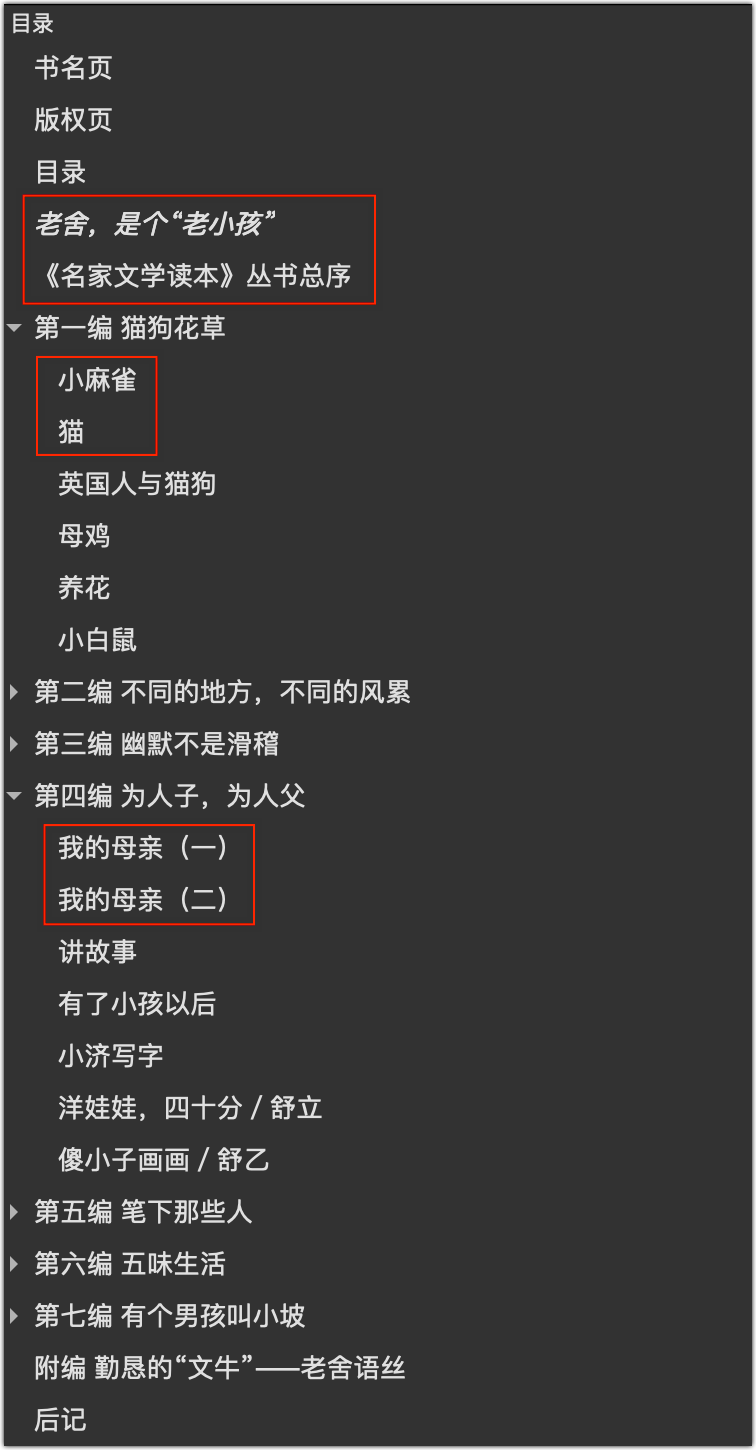 目录
书名页
版权页
目录
老舍，是个“老小孩”
《名家文学读本》丛书总序
第一编 猫狗花草
小麻雀
猫
英国人与猫狗
母鸡
养花
小白鼠
第二编 不同的地方，不同的风累
第三编 幽默不是滑稽
第四编 为人子，为人父
我的母亲（一）
我的母亲（二）
讲故事
有了小孩以后
小济写字
洋娃娃，四十分 / 舒立
傻小子画画 / 舒乙
第五编 笔下那些人
第六编 五味生活
第七编 有个男孩叫小坡
附编 勤恳的“文牛”——老舍语丝
后记